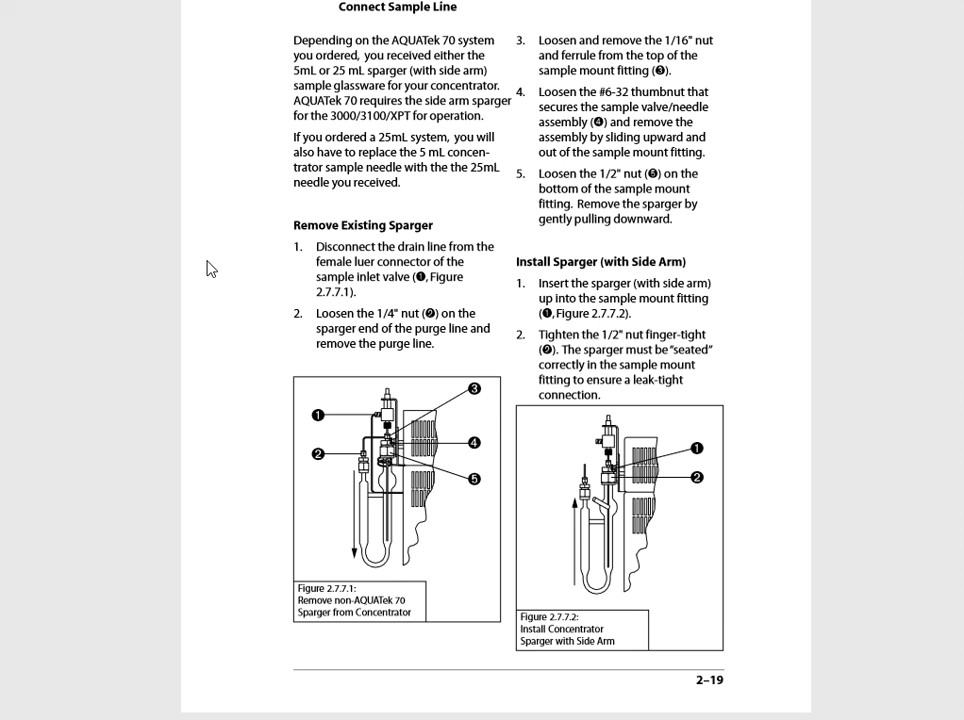 Connect Sample Line
Depending on the AQUATek 70 system
you ordered, you received either the
5mL or 25 mL sparger (with side arm)
sample glassware for your concentrator.
AQUATek 70 requires the side arm sparger
for the 3000/3100/XPT for operation.
If you ordered a 25mL system, you will
also have to replace the 5 mL concen-
trator sample needle with the the 25mL
needle you received.
Remove Existing Sparger
1. Disconnect the drain line from the
female luer connector of the
sample inlet valve (❶, Figure
2.7.7.1).
2. Loosen the 1/4" nut (❷) on the
sparger end of the purge line and
remove the purge line.
❶
❷
❸
❹
❺
Figure 2.7.7.1:
Remove non-AQUATek 70
Sparger from Concentrator
3. Loosen and remove the 1/16" nut
and ferrule from the top of the
sample mount fitting (❸).
4. Loosen the #6-32 thumbnut that
secures the sample valve/needle
assembly (❹) and remove the
assembly by sliding upward and
out of the sample mount fitting.
5. Loosen the 1/2" nut (❺) on the
bottom of the sample mount
fitting. Remove the sparger by
gently pulling downward.
Install Sparger (with Side Arm)
1. Insert the sparger (with side arm)
up into the sample mount fitting
(❶, Figure 2.7.7.2).
2. Tighten the 1/2" nut finger-tight
(❷). The sparger must be “seated”
correctly in the sample mount
fitting to ensure a leak-tight
connection.
❶
❷
Figure 2.7.7.2:
Install Concentrator
Sparger with Side Arm
2–19